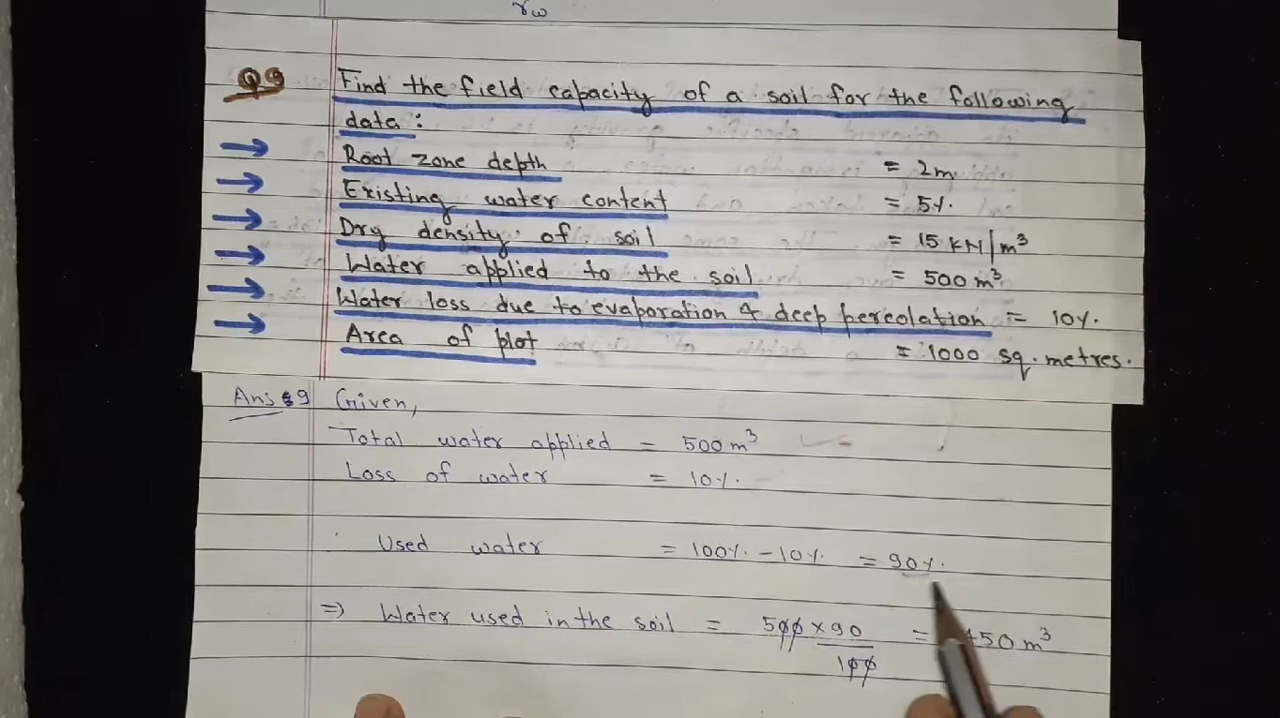 γω
Q9 Find the field capacity of a soil for the following
data :
→ Root zone depth = 2m
→ Existing water content = 5%.
→ Dry density of soil = 15 KN/m³
→ Water applied to the soil = 500 m³
→ Water loss due to evaporation & deep percolation = 10%.
→ Area of plot = 1000 sq. metres.
Ans 9 Given,
Total water applied = 500 m³
Loss of water = 10%.
∴ Used water = 100%. - 10%. = 90%.
⇒ Water used in the soil = 500 × 90 / 100 = 450 m³